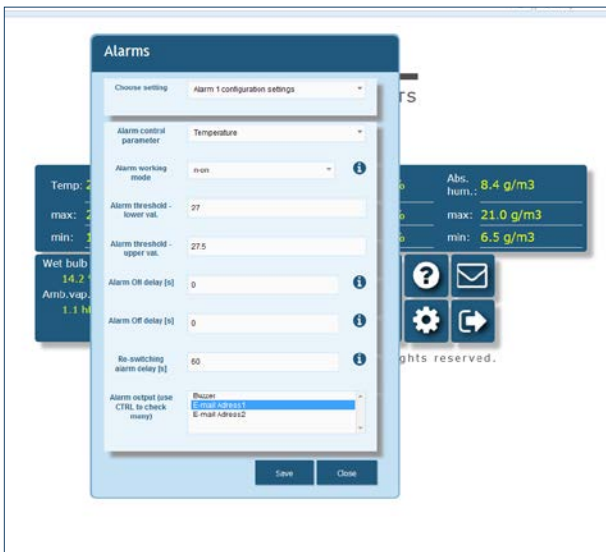 Alarms
Choose setting
Alarm 1 configuration settings
TS
Alarm control parameter
Temperature
Alarm working mode
n-on
Alarm threshold - lower val.
27
Alarm threshold - upper val.
27.5
Alarm Off delay [s]
0
Alarm Off delay [s]
0
Re-switching alarm delay [s]
60
Alarm output (use CTRL to check many)
Buzzer
E-mail Adress1
E-mail Adress2
Save
Close
Temp:
max:
min:
Wet bulb
14.2
Amb.vap.
1.1
Abs. hum.:
8.4 g/m3
max: 21.0 g/m3
min: 6.5 g/m3
ghts reserved.